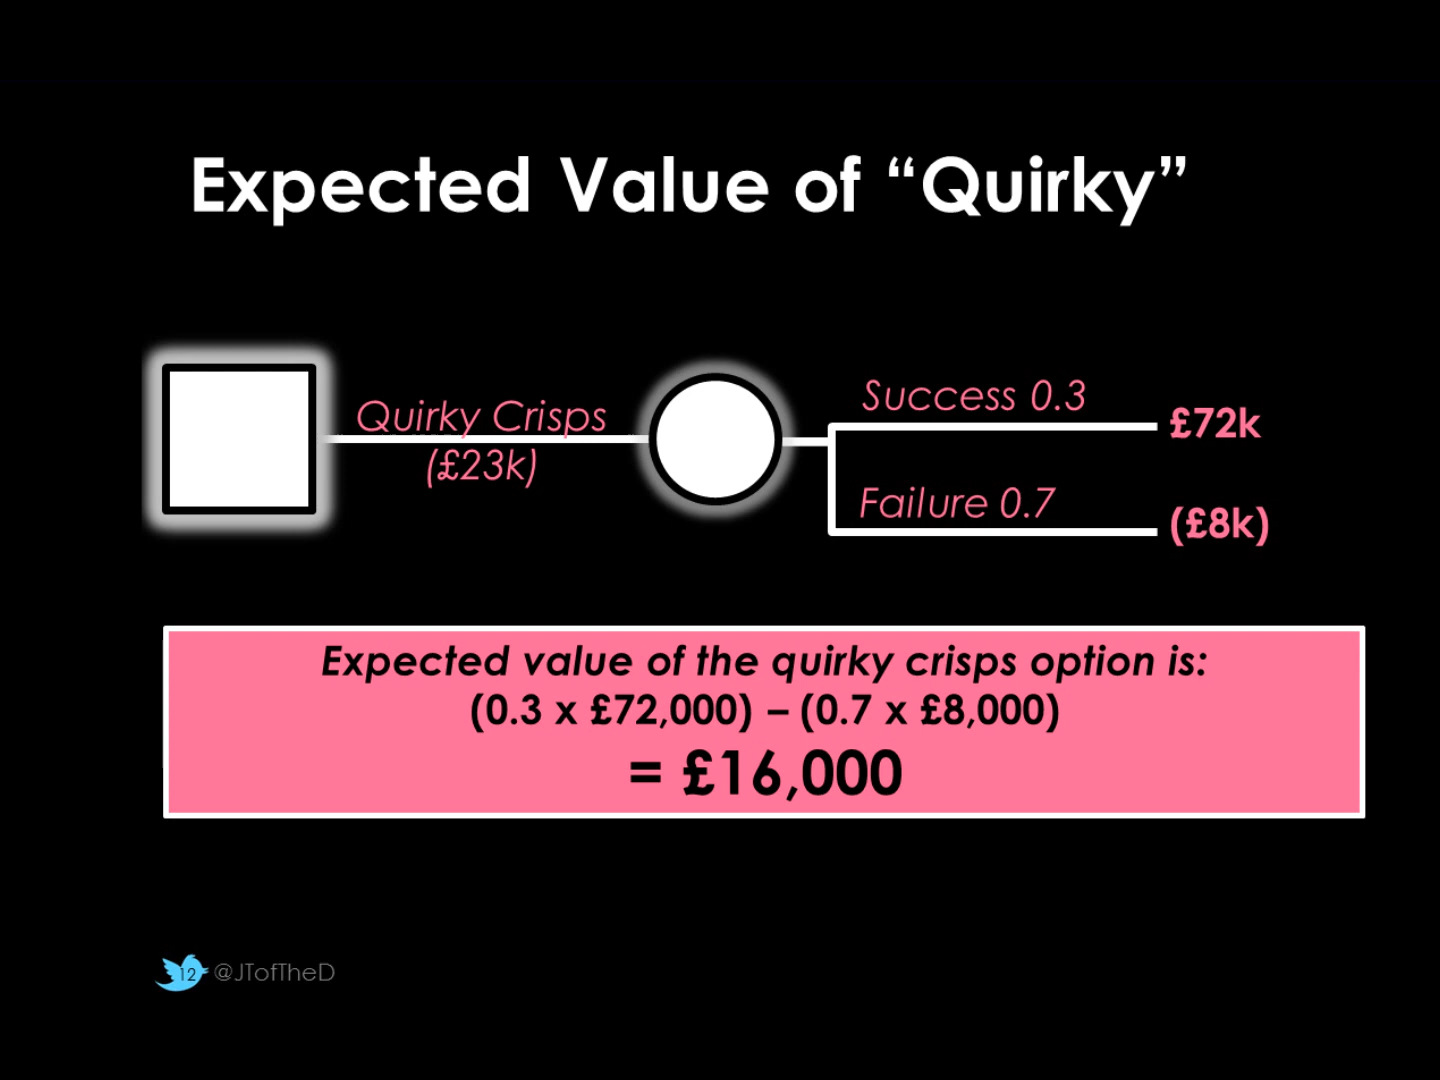 Expected Value of “Quirky”
Quirky Crisps
(£23k)
Success 0.3
£72k
Failure 0.7
(£8k)
Expected value of the quirky crisps option is:
(0.3 x £72,000) – (0.7 x £8,000)
= £16,000
12 @JTofTheD